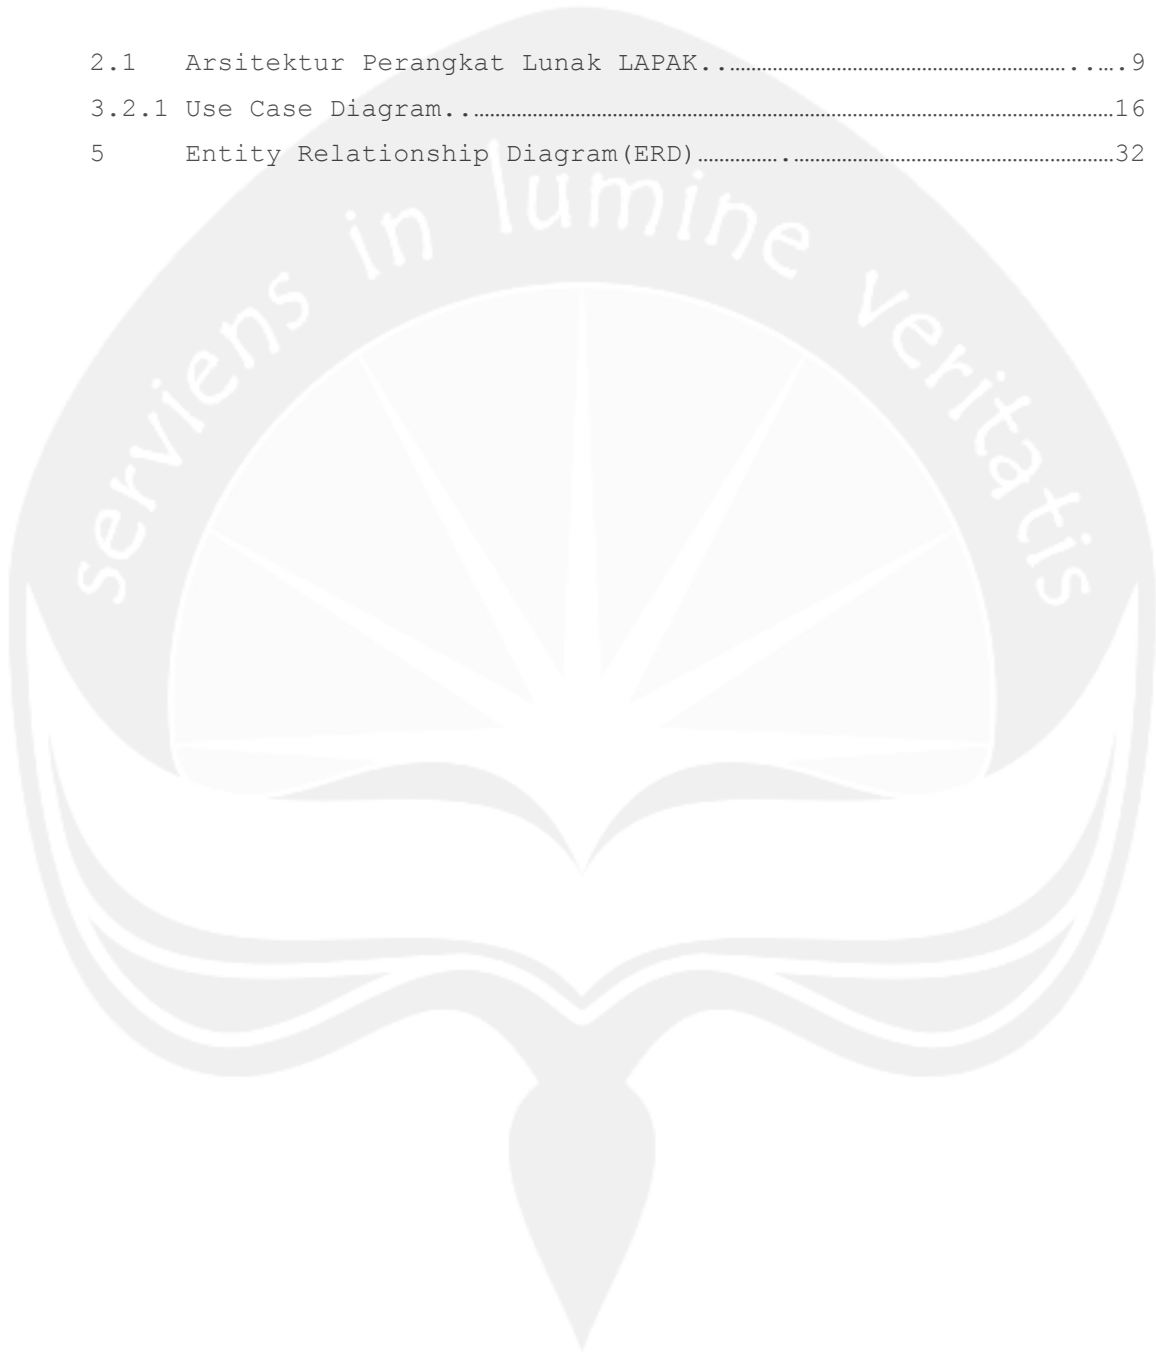 2.1 Arsitektur Perangkat Lunak LAPAK..……………………………………………………..….9
3.2.1 Use Case Diagram..………………………………………………………………………………………………16
5 Entity Relationship Diagram(ERD)…………….………………………………………………32
serviens in lumine veritatis